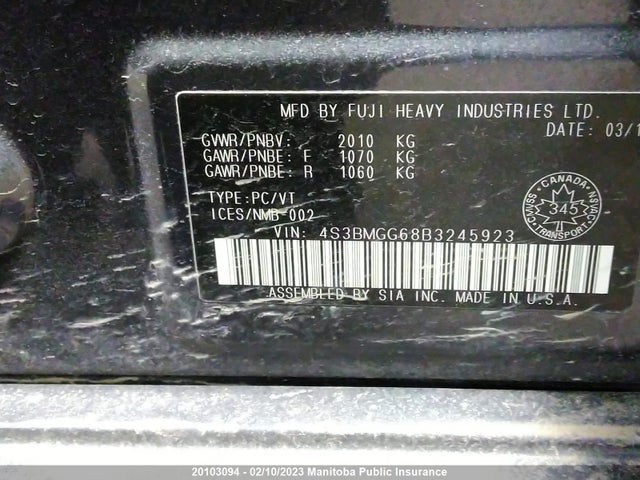 MFD BY FUJI HEAVY INDUSTRIES LTD.
DATE: 03/1
GVWR/PNBV: 2010 KG
GAWR/PNBE: F 1070 KG
GAWR/PNBE: R 1060 KG
TYPE:PC/VT
ICES/NMB-002
CANADA
CMVSS NSVAC
345
TRANSPORT
VIN: 4S3BMGG68B3245923
ASSEMBLED BY SIA INC. MADE IN U.S.A.
20103094 - 02/10/2023 Manitoba Public Insurance